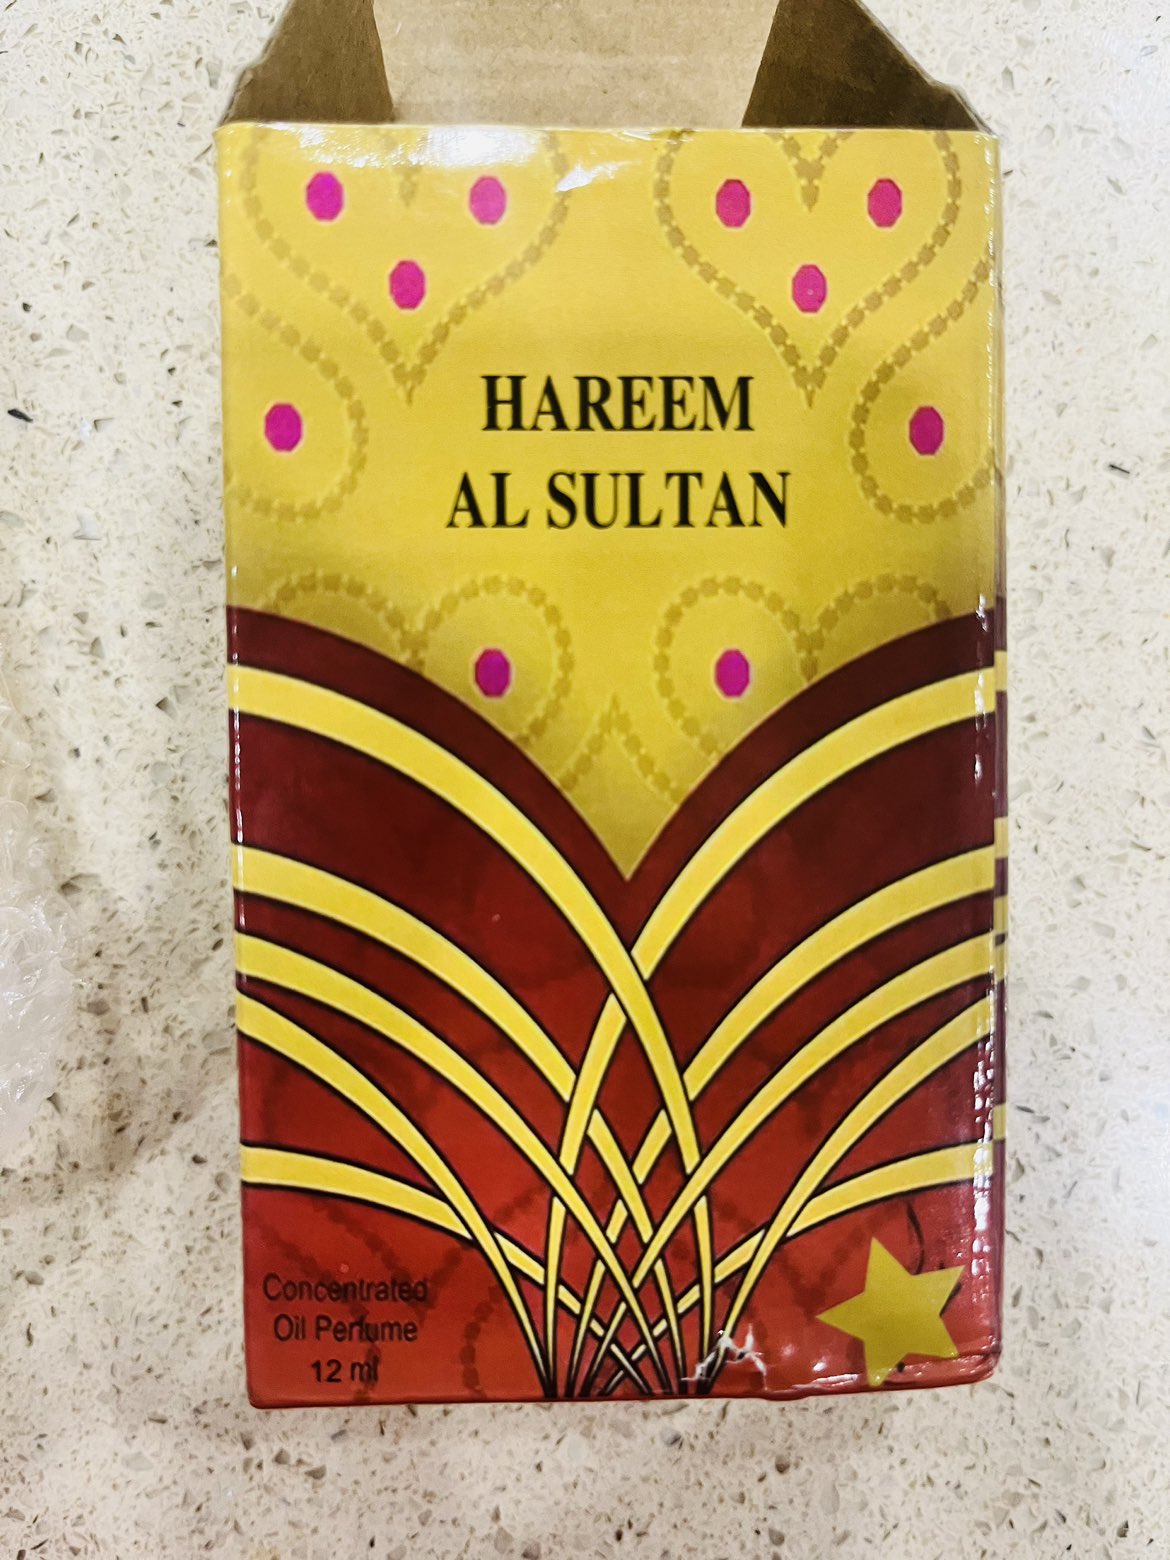 HAREEM
AL SULTAN
Concentrated
Oil Perfume
12 ml